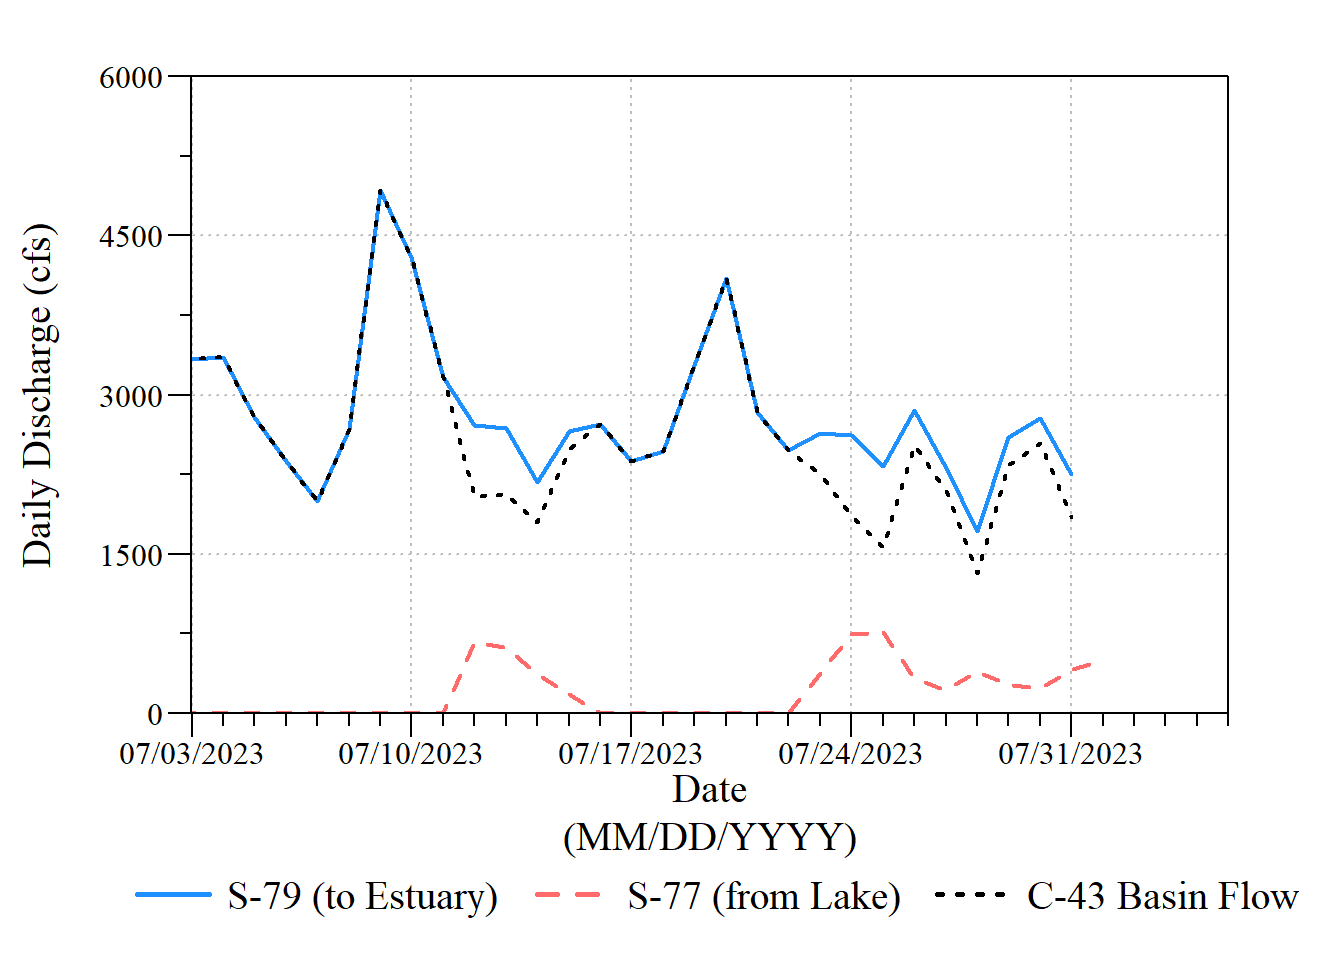 6000
4500
3000
1500
0
Daily Discharge (cfs)
07/03/2023 07/10/2023 07/17/2023 07/24/2023 07/31/2023
Date
(MM/DD/YYYY)
S-79 (to Estuary) S-77 (from Lake) C-43 Basin Flow